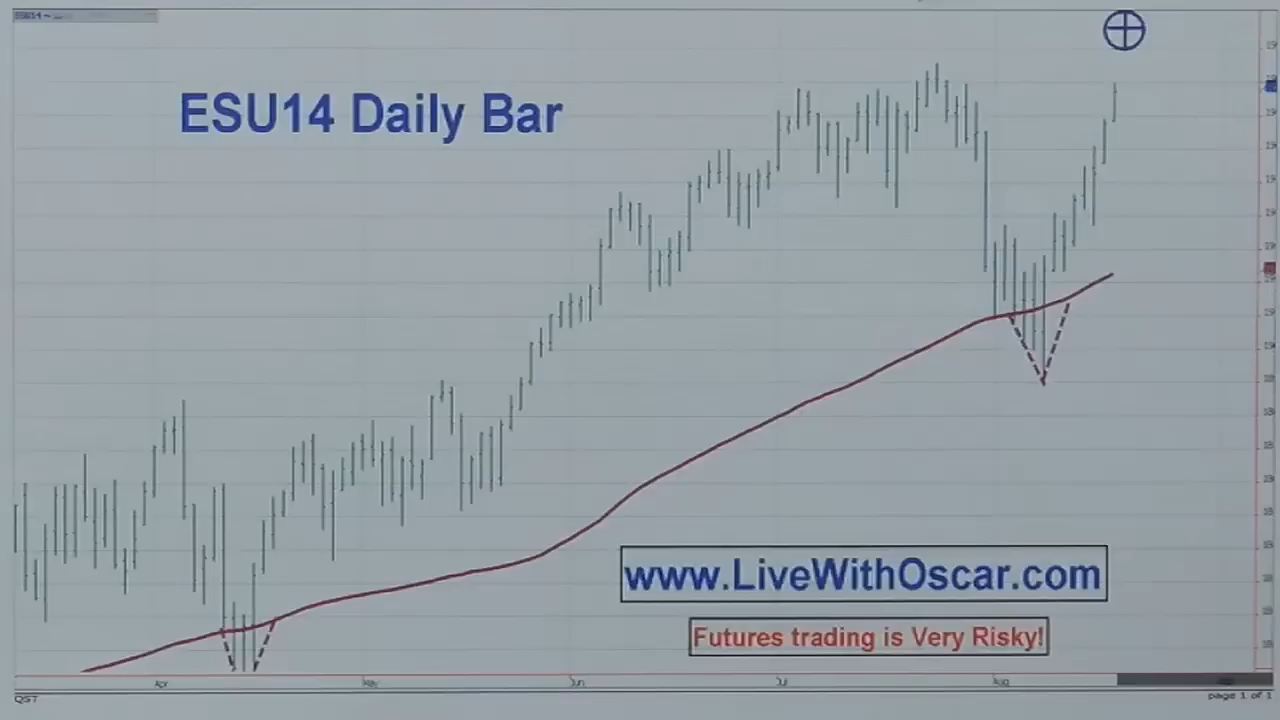 ESU14 Daily Bar
www.LiveWithOscar.com
Futures trading is Very Risky!
Apr May Jun Jul Aug
QST page 1 of 1